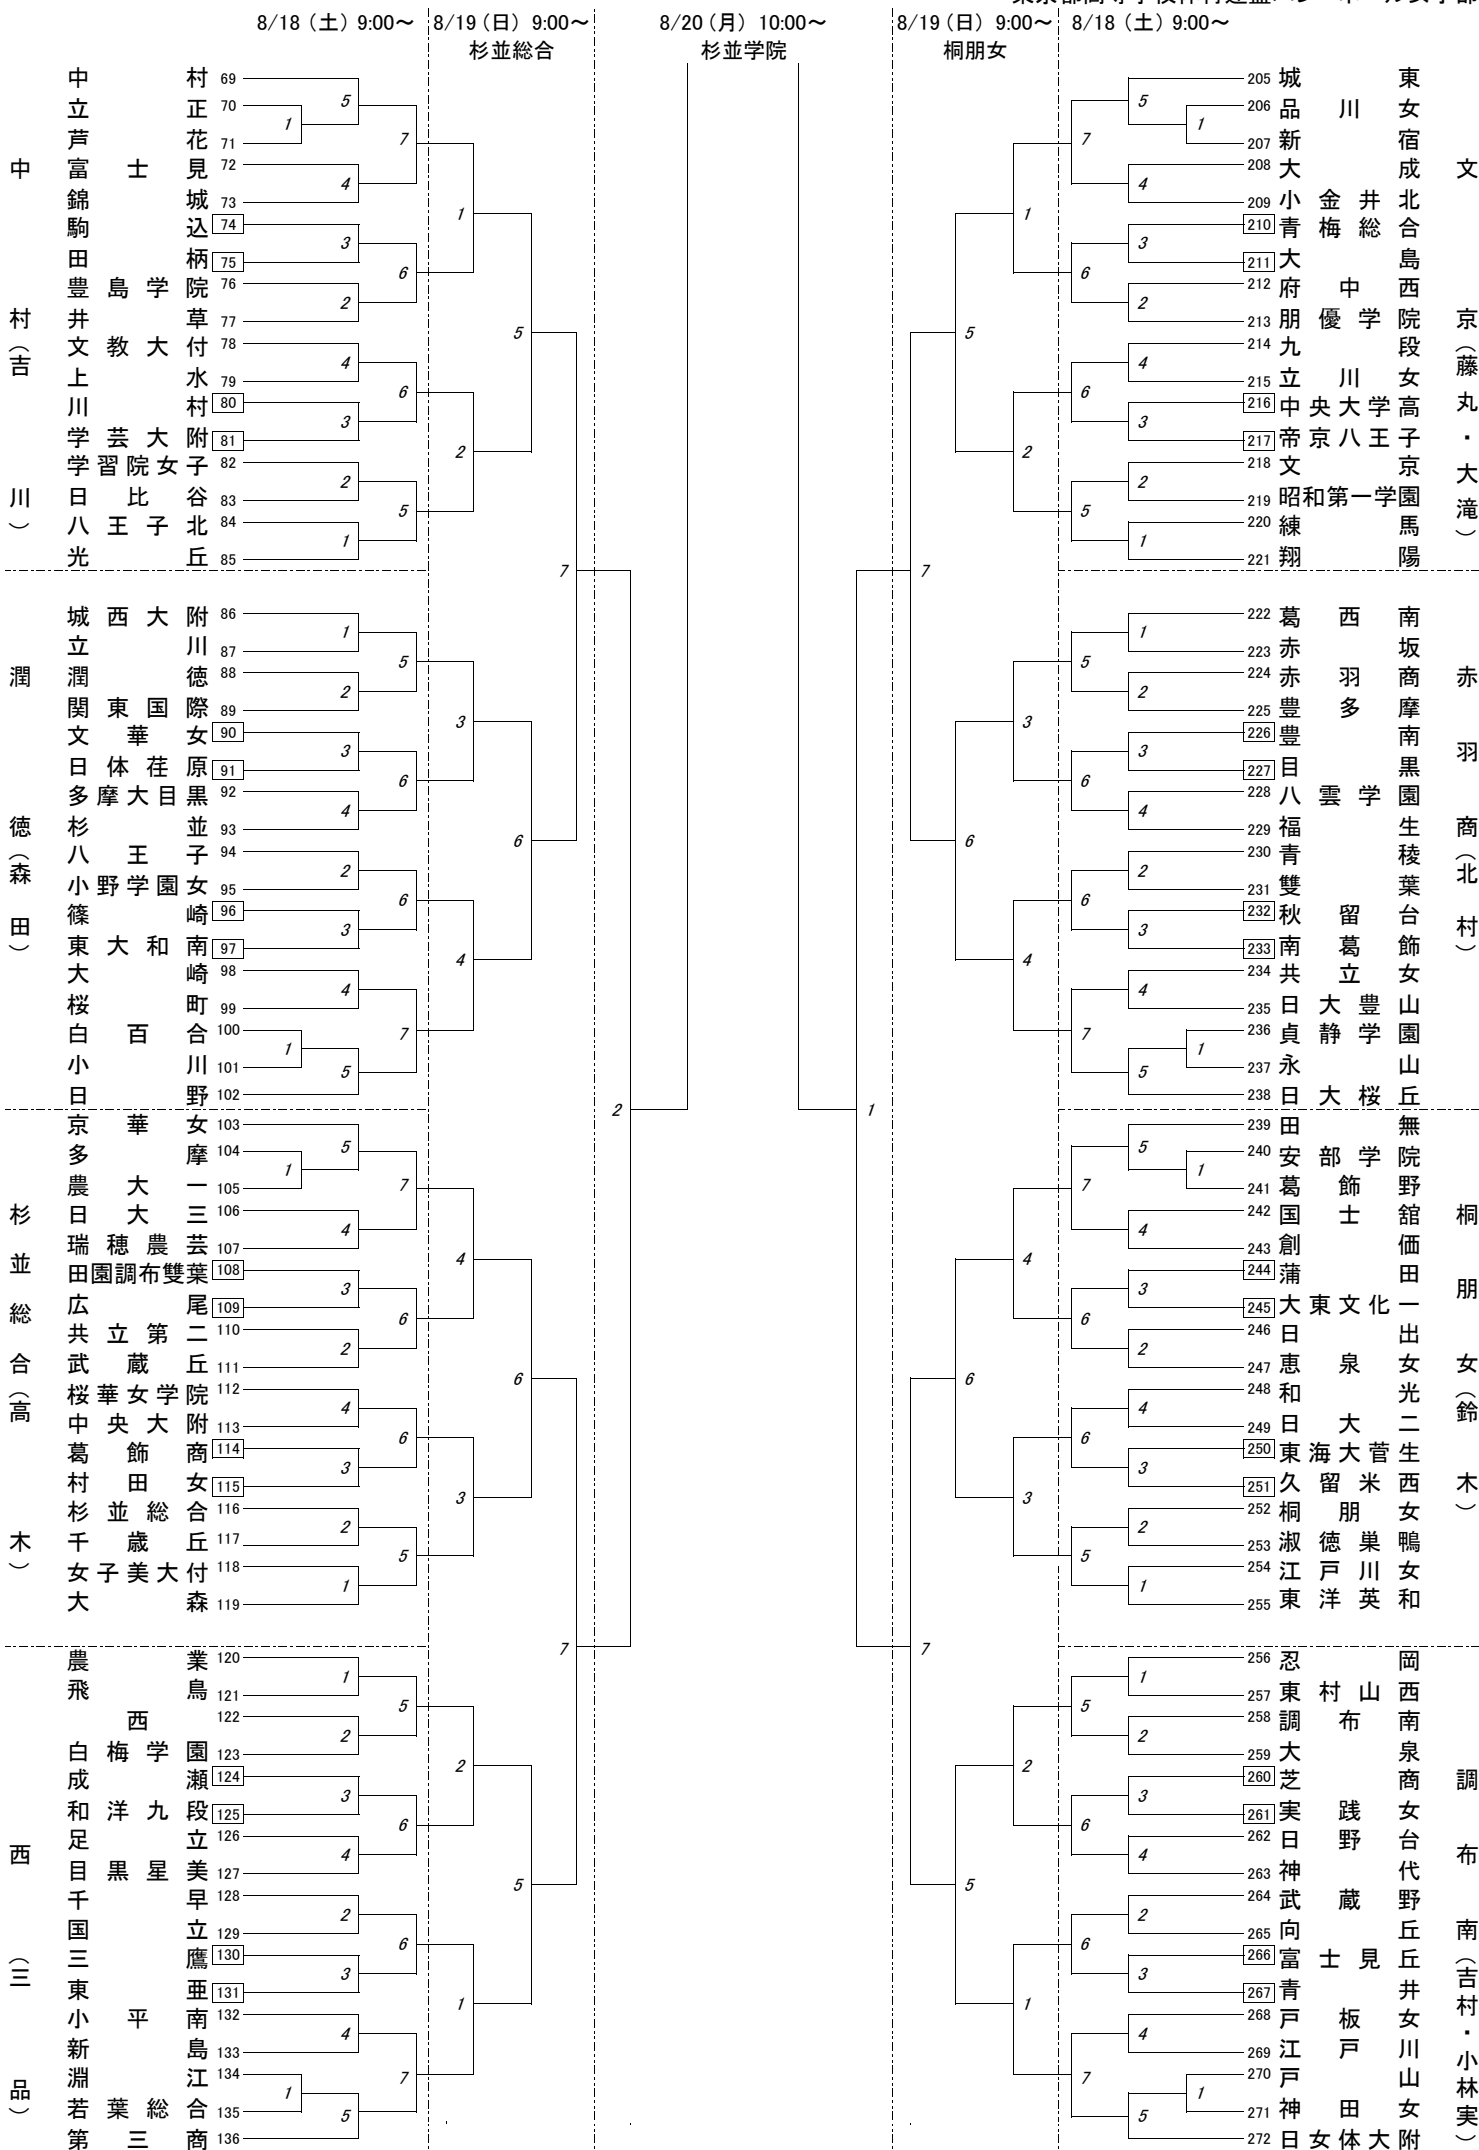 8/18（土）9:00～ 8/19（日）9:00～ 8/20（月）10:00～ 8/19（日）9:00～ 8/18（土）9:00～
杉並総合 杉並学院 桐朋女
中村（吉川）
中村 69
立正 70
芦花 71
富士見 72
錦城 73
駒込 74
田柄 75
豊島学院 76
井草 77
文教大付 78
上水 79
川村 80
学芸大附 81
学習院女子 82
日比谷 83
八王子北 84
光丘 85
潤徳（森田）
城西大附 86
立川 87
潤徳 88
関東国際 89
文華女 90
日体荏原 91
多摩大目黒 92
杉並 93
八王子 94
小野学園女 95
篠崎 96
東大和南 97
大崎 98
桜町 99
白百合 100
小川 101
日野 102
杉並総合（高木）
京華女 103
多摩 104
農大一 105
日大三 106
瑞穂農芸 107
田園調布雙葉 108
広尾 109
共立第二 110
武蔵丘 111
桜華女学院 112
中央大附 113
葛飾商 114
村田女 115
杉並総合 116
千歳丘 117
女子美大付 118
大森 119
西（三品）
農業 120
飛鳥 121
西 122
白梅学園 123
成瀬 124
和洋九段 125
足立 126
目黒星美 127
千早 128
国立 129
三鷹 130
東亜 131
小平南 132
新島 133
淵江 134
若葉総合 135
第三商 136
文京（藤丸・大滝）
205 城東
206 品川女
207 新宿
208 大成
209 小金井北
210 青梅総合
211 大島
212 府中西
213 朋優学院
214 九段
215 立川女
216 中央大学高
217 帝京八王子
218 文京
219 昭和第一学園
220 練馬
221 翔陽
赤羽商（北村）
222 葛西南
223 赤坂
224 赤羽商
225 豊多摩
226 豊南
227 目黒
228 八雲学園
229 福生
230 青稜
231 雙葉
232 秋留台
233 南葛飾
234 共立女
235 日大豊山
236 貞静学園
237 永山
238 日大桜丘
桐朋女（鈴木）
239 田無
240 安部学院
241 葛飾野
242 国士舘
243 創価
244 蒲田
245 大東文化一
246 日出
247 恵泉女
248 和光
249 日大二
250 東海大菅生
251 久留米西
252 桐朋女
253 淑徳巣鴨
254 江戸川女
255 東洋英和
調布南（吉村・小林実）
256 忍岡
257 東村山西
258 調布南
259 大泉
260 芝商
261 実践女
262 日野台
263 神代
264 武蔵野
265 向丘
266 富士見丘
267 青井
268 戸板女
269 江戸川
270 戸山
271 神田女
272 日女体大附